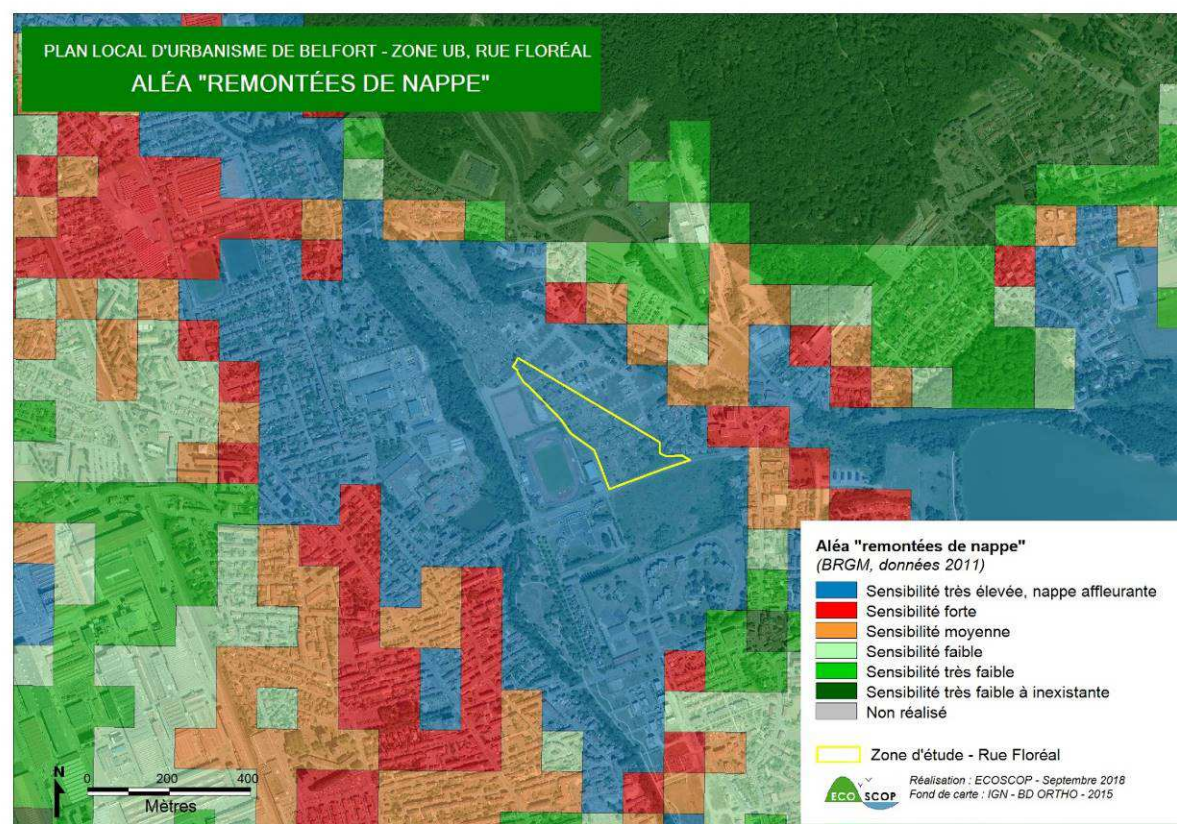 PLAN LOCAL D'URBANISME DE BELFORT - ZONE UB, RUE FLORÉAL
ALÉA "REMONTÉES DE NAPPE"
Aléa "remontées de nappe"
(BRGM, données 2011)
Sensibilité très élevée, nappe affleurante
Sensibilité forte
Sensibilité moyenne
Sensibilité faible
Sensibilité très faible
Sensibilité très faible à inexistante
Non réalisé
Zone d'étude - Rue Floréal
ECO SCOP
Réalisation : ECOSCOP - Septembre 2018
Fond de carte : IGN - BD ORTHO - 2015
N
0 200 400
Mètres